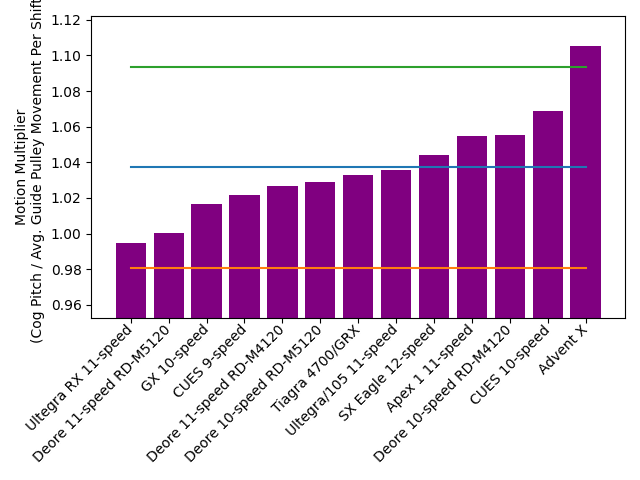 Motion Multiplier
(Cog Pitch / Avg. Guide Pulley Movement Per Shift
1.12
1.10
1.08
1.06
1.04
1.02
1.00
0.98
0.96
Ultegra RX 11-speed
Deore 11-speed RD-M5120
GX 10-speed
CUES 9-speed
Deore 11-speed RD-M4120
Deore 10-speed RD-M5120
Tiagra 4700/GRX
Ultegra/105 11-speed
SX Eagle 12-speed
Apex 1 11-speed
Deore 10-speed RD-M4120
CUES 10-speed
Advent X